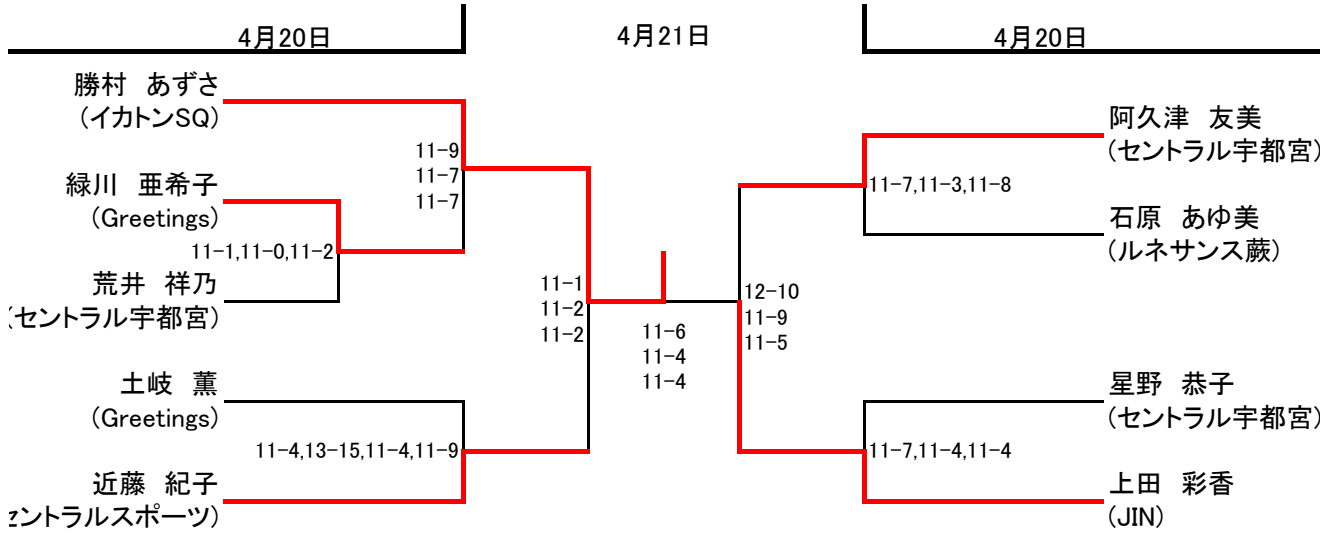 4月20日
4月21日
4月20日
勝村 あずさ
(イカトンSQ)
緑川 亜希子
(Greetings)
11-1,11-0,11-2
荒井 祥乃
(セントラル宇都宮)
11-9
11-7
11-7
土岐 薫
(Greetings)
11-4,13-15,11-4,11-9
近藤 紀子
セントラルスポーツ)
11-1
11-2
11-2
11-6
11-4
11-4
12-10
11-9
11-5
阿久津 友美
(セントラル宇都宮)
11-7,11-3,11-8
石原 あゆ美
(ルネサンス蕨)
星野 恭子
(セントラル宇都宮)
11-7,11-4,11-4
上田 彩香
(JIN)